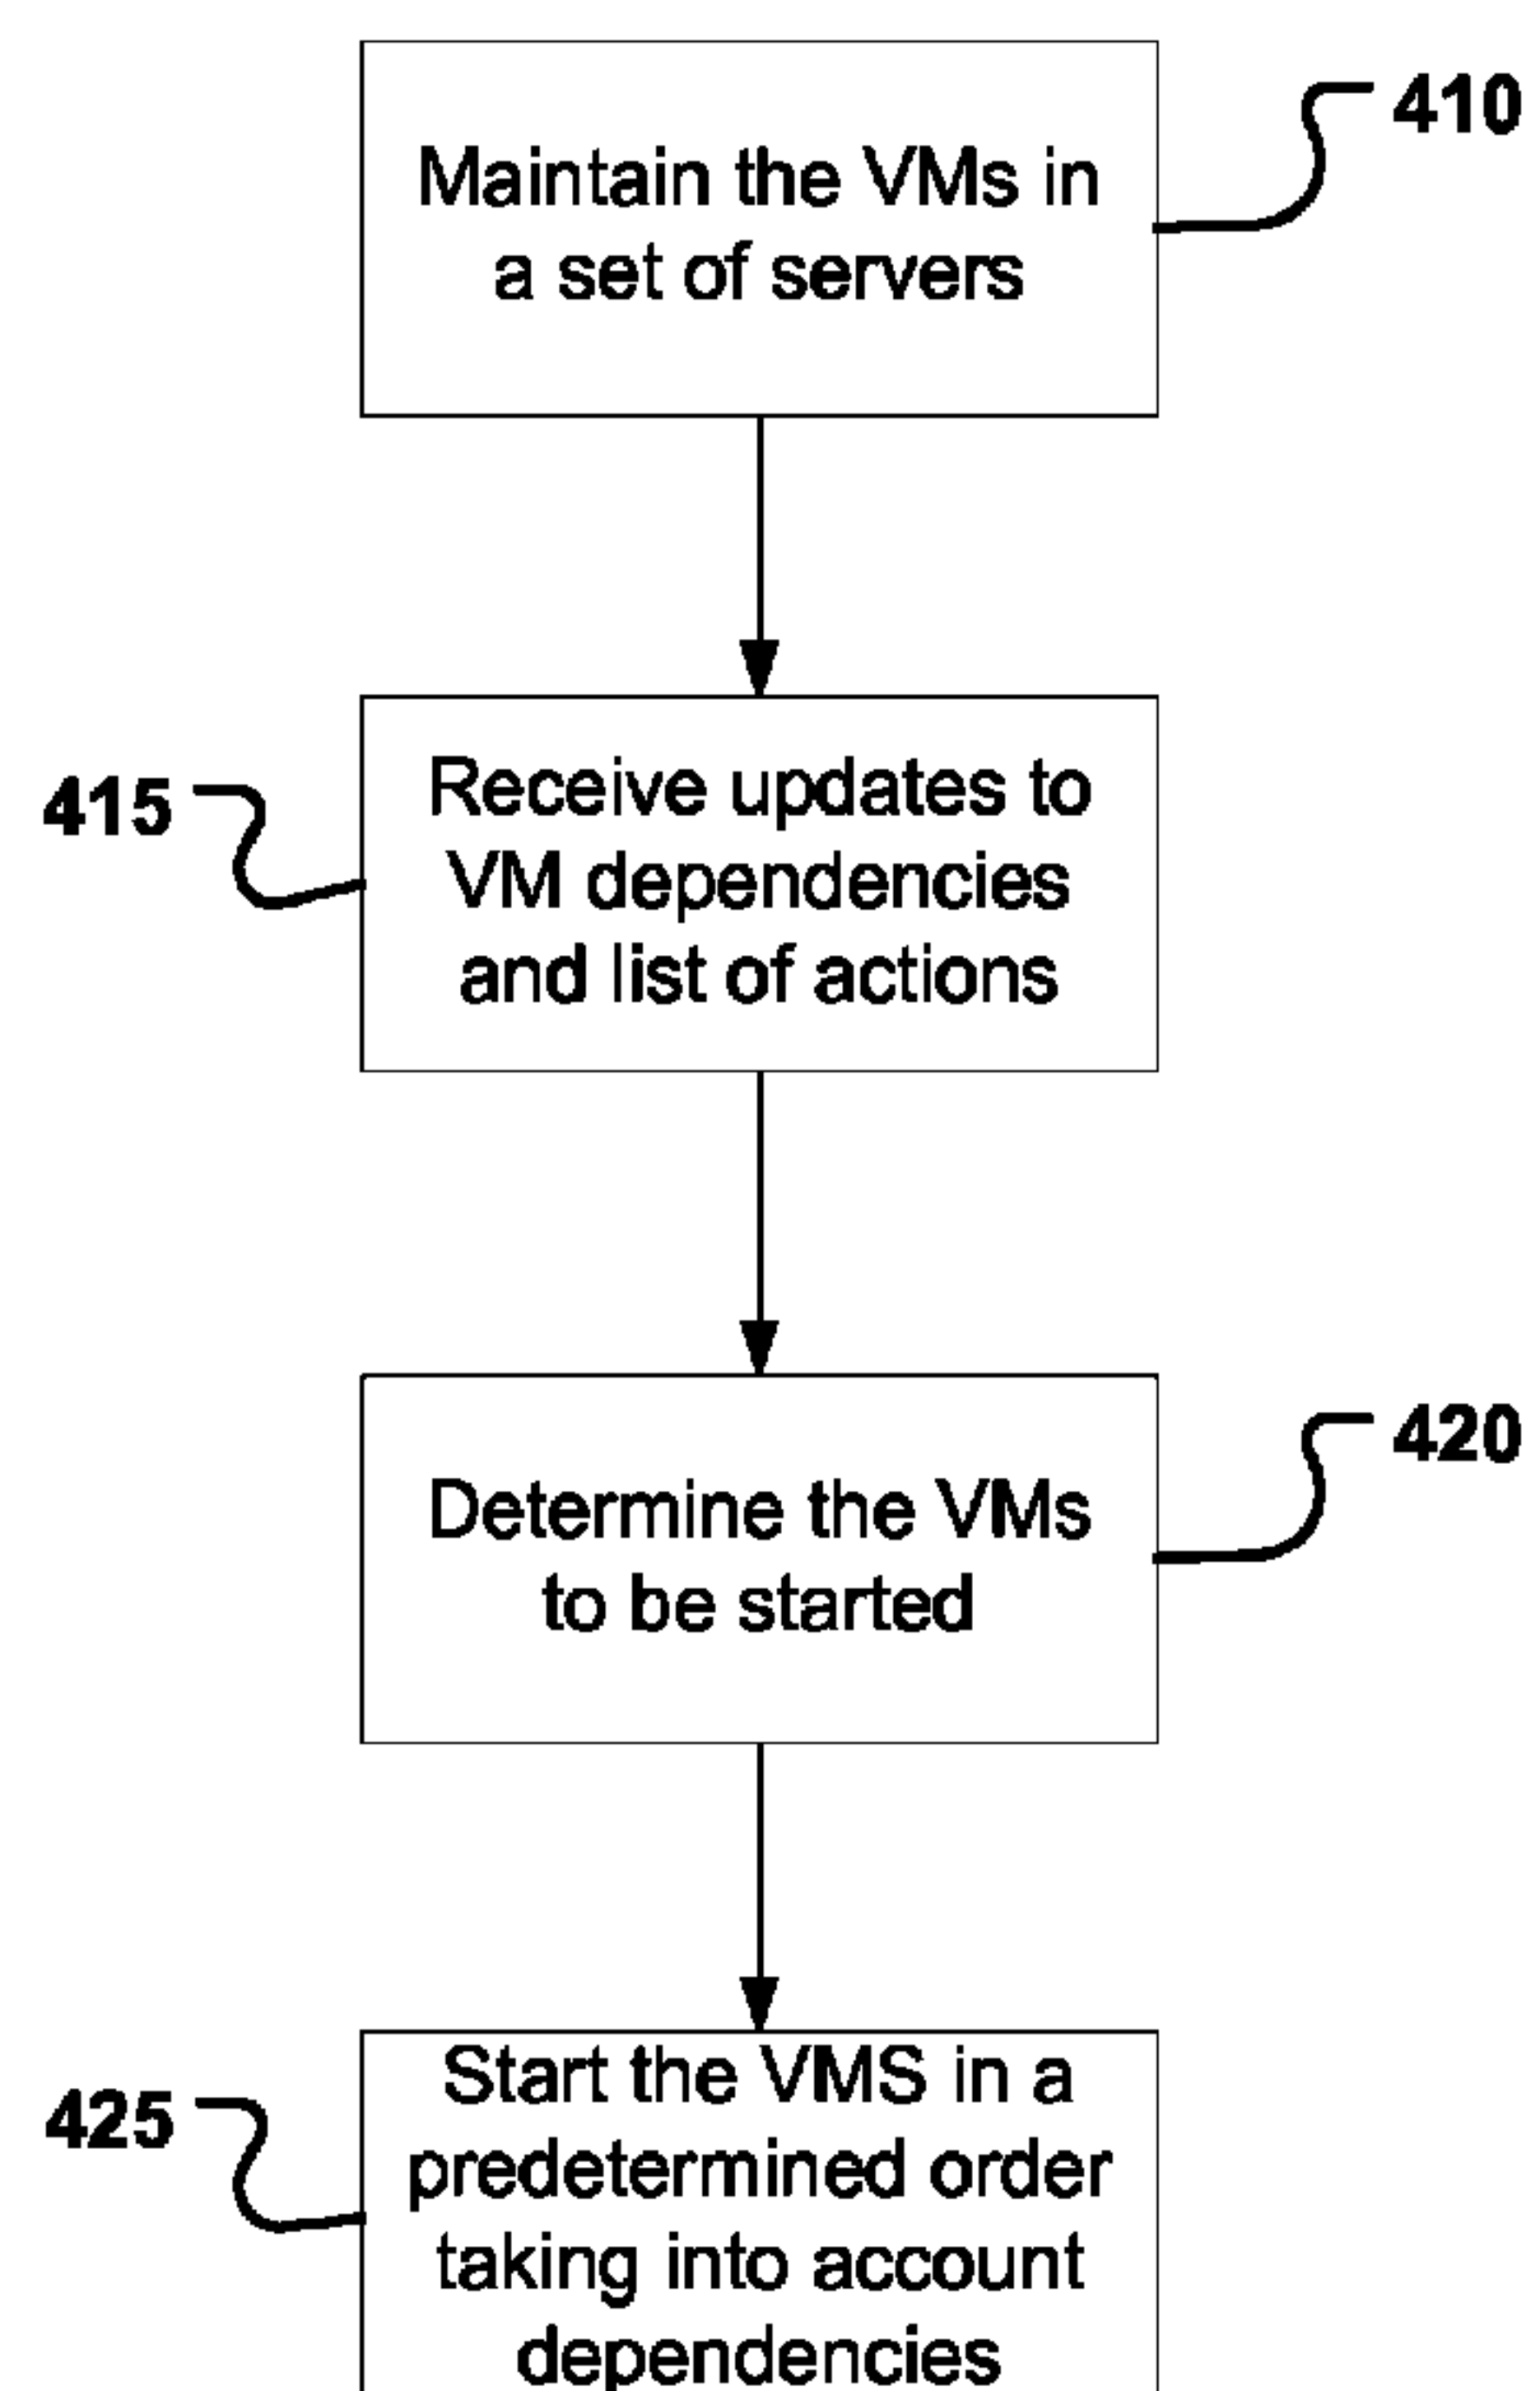 Maintain the VMs in
a set of servers
410
415
Receive updates to
VM dependencies
and list of actions
Determine the VMs
to be started
420
425
Start the VMS in a
predetermined order
taking into account
dependencies